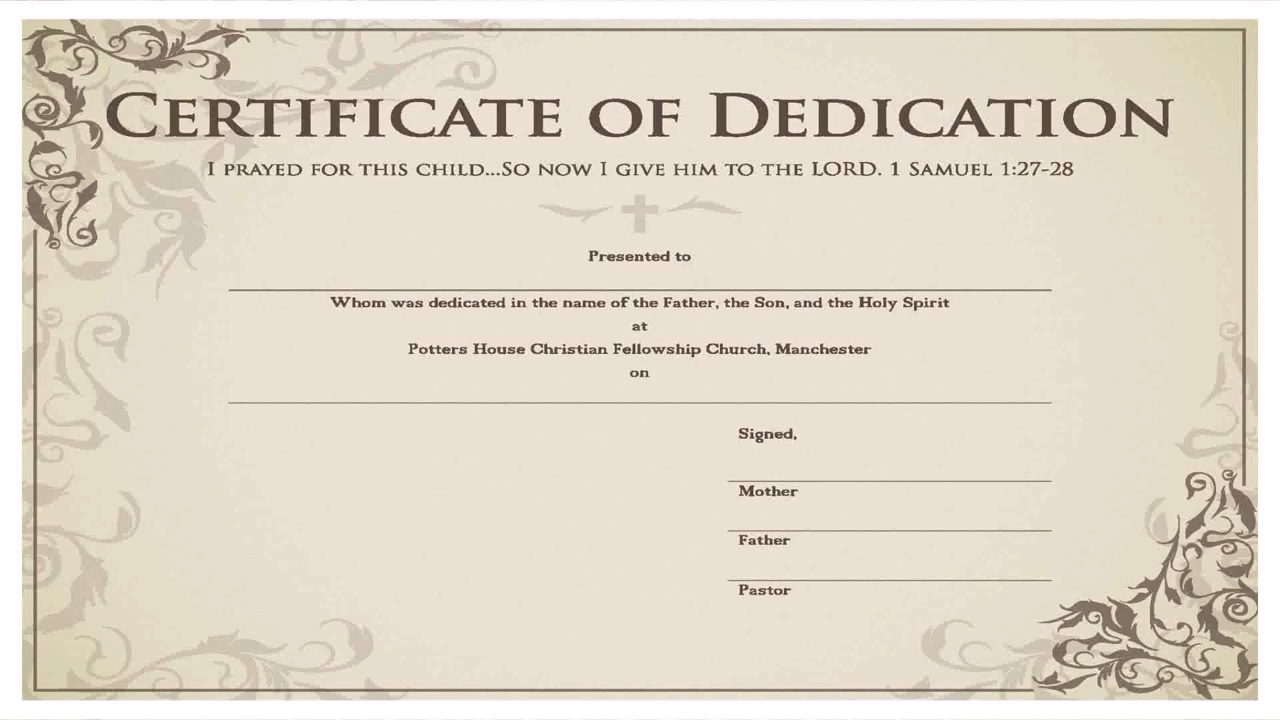 CERTIFICATE OF DEDICATION
I PRAYED FOR THIS CHILD...SO NOW I GIVE HIM TO THE LORD. 1 SAMUEL 1:27-28
Presented to
Whom was dedicated in the name of the Father, the Son, and the Holy Spirit
at
Potters House Christian Fellowship Church, Manchester
on
Signed,
Mother
Father
Pastor